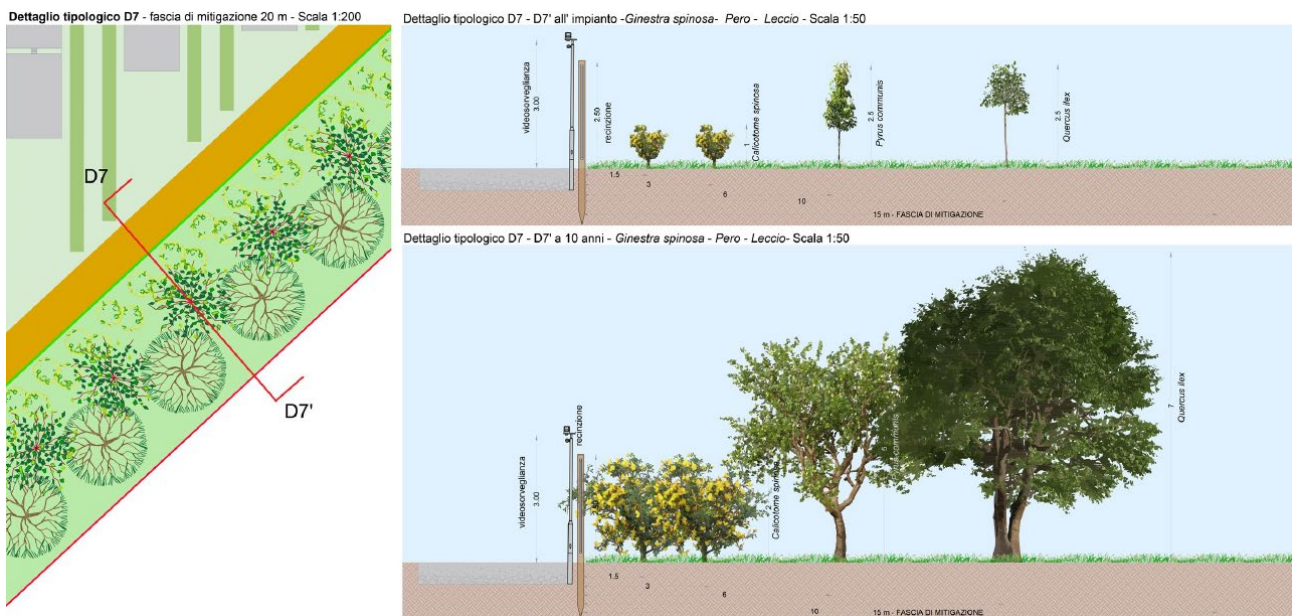 Dettaglio tipologico D7 - fascia di mitigazione 20 m - Scala 1:200
D7
D7'
Dettaglio tipologico D7 - D7' all' impianto -Ginestra spinosa- Pero - Leccio - Scala 1:50
videosorveglianza
3.00
2.50
recinzione
1
Calicotome spinosa
2.5
Pyrus communis
2.5
Quercus ilex
1.5
3
6
10
15 m - FASCIA DI MITIGAZIONE
Dettaglio tipologico D7 - D7' a 10 anni - Ginestra spinosa - Pero - Leccio- Scala 1:50
videosorveglianza
3.00
recinzione
2
Calicotome spinosa
communis
7
Quercus ilex
1.5
3
6
10
15 m - FASCIA DI MITIGAZIONE